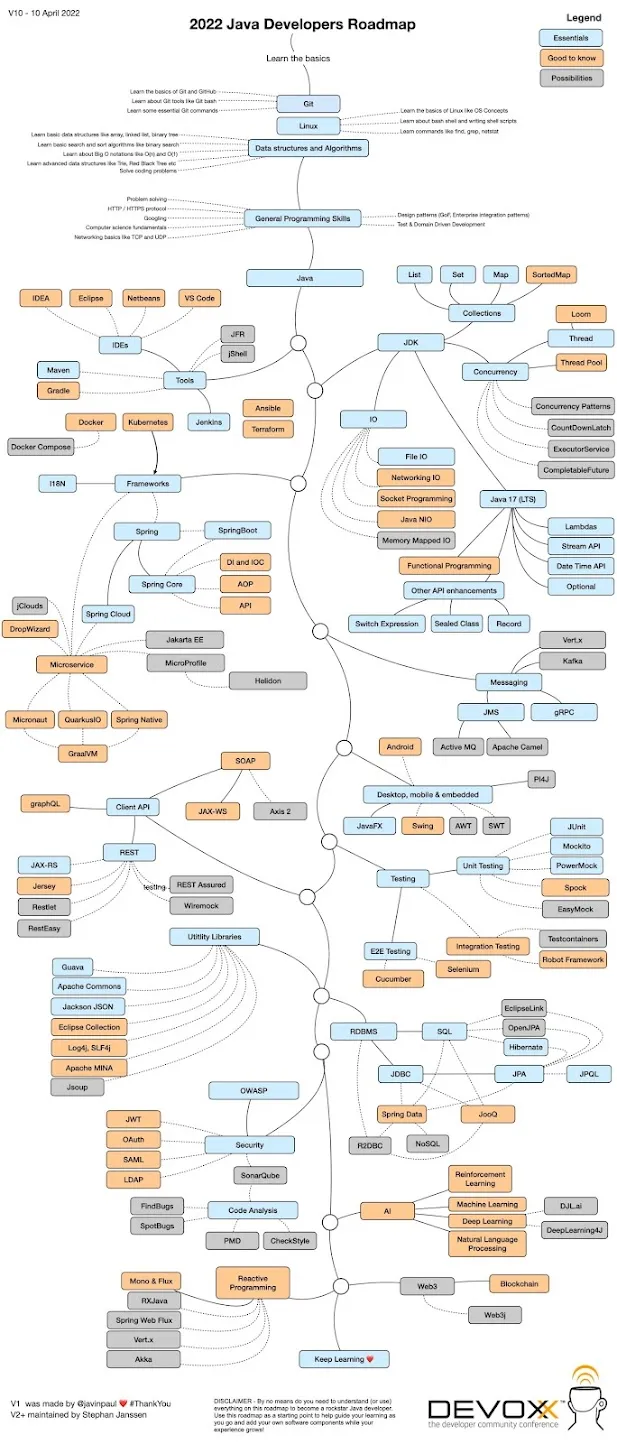 V10 - 10 April 2022
2022 Java Developers Roadmap
Legend
Essentials
Good to know
Possibilities
Learn the basics
Learn the basics of Git and GitHub
Learn about Git tools like Git bash
Learn some essential Git commands
Git
Linux
Learn the basics of Linux like OS Concepts
Learn about bash shell and writing shell scripts
Learn commands like find, grep, netstat
Learn basic data structures like array, linked list, binary tree
Learn basic search and sort algorithms like binary search
Learn about Big O notations like O(n) and O(1)
Learn advanced data structures like Trie, Red Black Tree etc
Solve coding problems
Data structures and Algorithms
Problem solving
HTTP / HTTPS protocol
Googling
Computer science fundamentals
Networking basics like TCP and UDP
General Programming Skills
Design patterns (GoF, Enterprise integration patterns)
Test & Domain Driven Development
Java
List
Set
Map
SortedMap
Collections
IDEA
Eclipse
Netbeans
VS Code
IDEs
JFR
jShell
Maven
Gradle
Tools
Jenkins
JDK
Loom
Thread
Thread Pool
Concurrency
Concurrency Patterns
CountDownLatch
ExecutorService
CompletableFuture
Docker
Kubernetes
Docker Compose
Ansible
Terraform
IO
File IO
Networking IO
Socket Programming
Java NIO
Memory Mapped IO
I18N
Frameworks
Java 17 (LTS)
Lambdas
Stream API
Date Time API
Optional
Functional Programming
Other API enhancements
Switch Expression
Sealed Class
Record
Spring
SpringBoot
Spring Core
DI and IOC
AOP
API
Spring Cloud
jClouds
DropWizard
Microservice
Jakarta EE
MicroProfile
Helidon
Micronaut
QuarkusIO
Spring Native
GraalVM
Vert.x
Kafka
Messaging
JMS
gRPC
Active MQ
Apache Camel
Android
PI4J
Desktop, mobile & embedded
JavaFX
Swing
AWT
SWT
SOAP
graphQL
Client API
JAX-WS
Axis 2
REST
JAX-RS
Jersey
Restlet
RestEasy
testing
REST Assured
Wiremock
JUnit
Mockito
PowerMock
Spock
EasyMock
Unit Testing
Testing
E2E Testing
Integration Testing
Testcontainers
Robot Framework
Cucumber
Selenium
Utitlity Libraries
Guava
Apache Commons
Jackson JSON
Eclipse Collection
Log4j, SLF4j
Apache MINA
Jsoup
RDBMS
SQL
EclipseLink
OpenJPA
Hibernate
JDBC
JPA
JPQL
Spring Data
JooQ
R2DBC
NoSQL
OWASP
JWT
OAuth
SAML
LDAP
Security
SonarQube
FindBugs
SpotBugs
Code Analysis
PMD
CheckStyle
AI
Reinforcement
Learning
Machine Learning
Deep Learning
Natural Language
Processing
DJL.ai
DeepLearning4J
Mono & Flux
RXJava
Spring Web Flux
Vert.x
Akka
Reactive
Programming
Web3
Blockchain
Web3j
Keep Learning ❤️
V1 was made by @javinpaul ❤️ #ThankYou
V2+ maintained by Stephan Janssen
DISCLAIMER - By no means do you need to understand (or use)
everything on this roadmap to become a rockstar Java developer.
Use this roadmap as a starting point to help guide your learning as
you go and add your own software components while your
experience grows!
DEVOXX™
the developer community conference